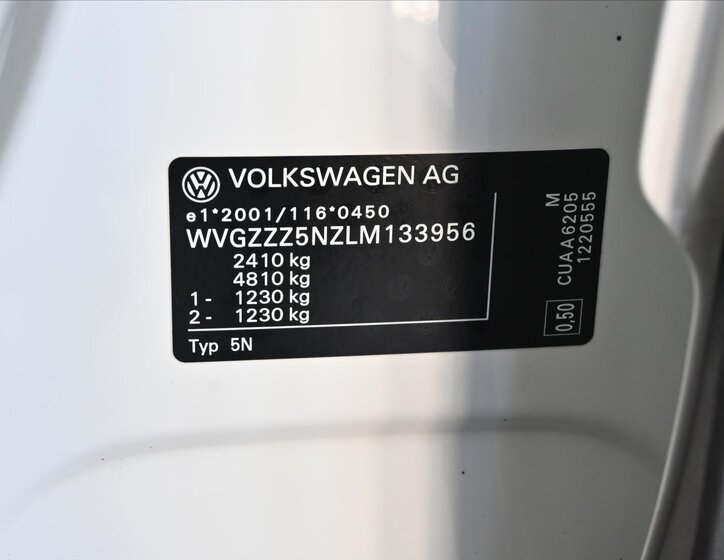 VOLKSWAGEN AG
e1*2001/116*0450
WVGZZZ5NZLM133956
2410 kg
4810 kg
1- 1230 kg
2- 1230 kg
Typ 5N
0,50
CUAA6205 M
1220555